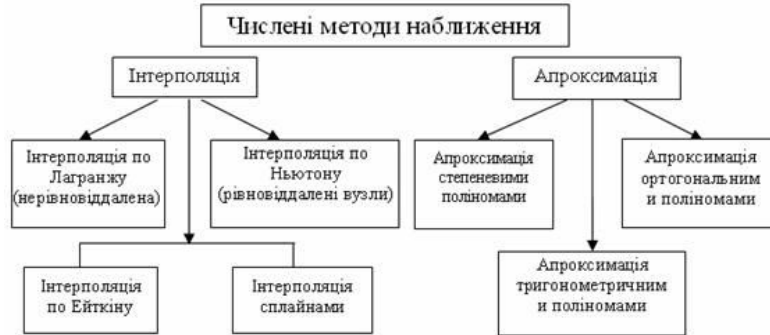 Числені методи наближення
Інтерполяція
Апроксимація
Інтерполяція по
Лагранжу
(нерівновіддалена)
Інтерполяція по
Ньютону
(рівновіддалені вузли)
Апроксимація
степеневими
поліномами
Апроксимація
ортогональним
и поліномами
Інтерполяція
по Ейткіну
Інтерполяція
сплайнами
Апроксимація
тригонометричним
и поліномами